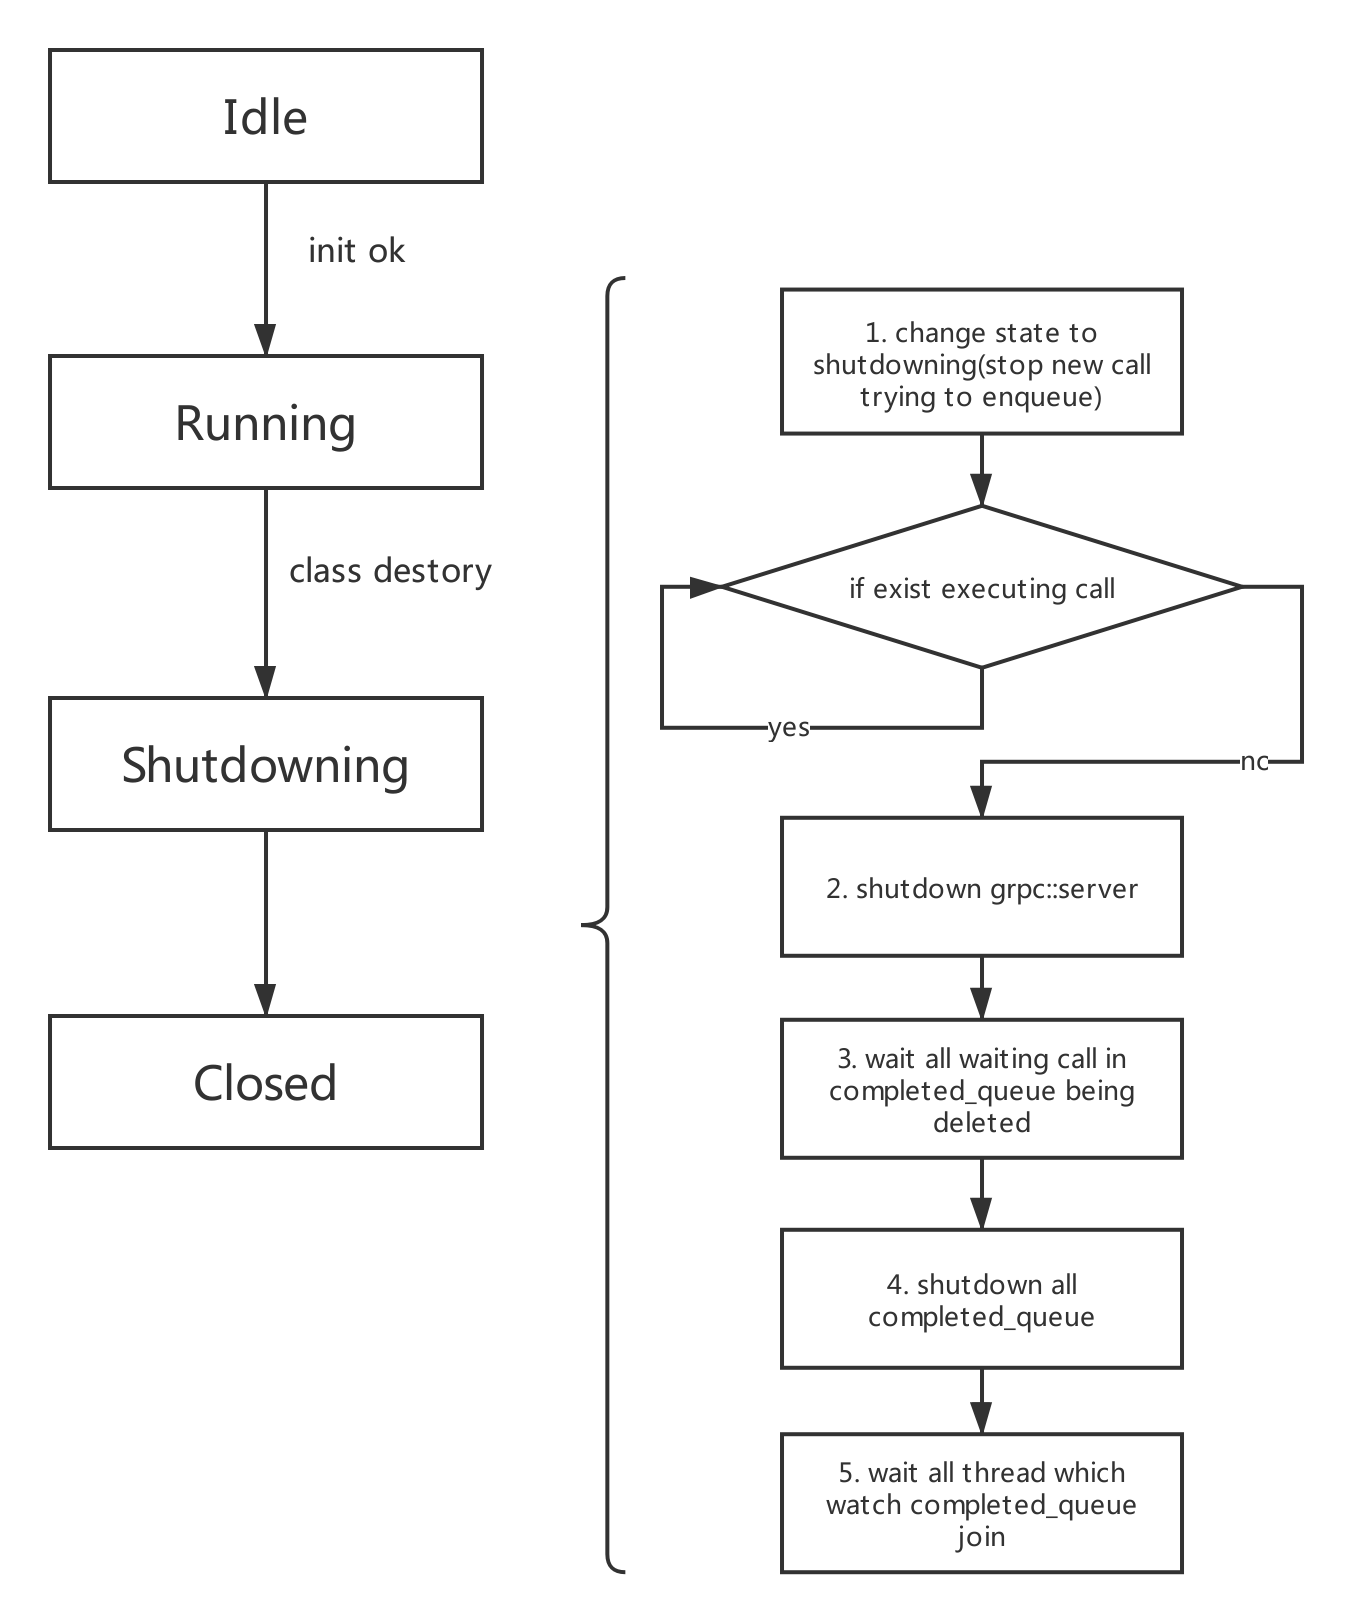 Idle
init ok
Running
class destory
Shutdowning
Closed
1. change state to
shutdowning(stop new call
trying to enqueue)
if exist executing call
yes
no
2. shutdown grpc::server
3. wait all waiting call in
completed_queue being
deleted
4. shutdown all
completed_queue
5. wait all thread which
watch completed_queue
join